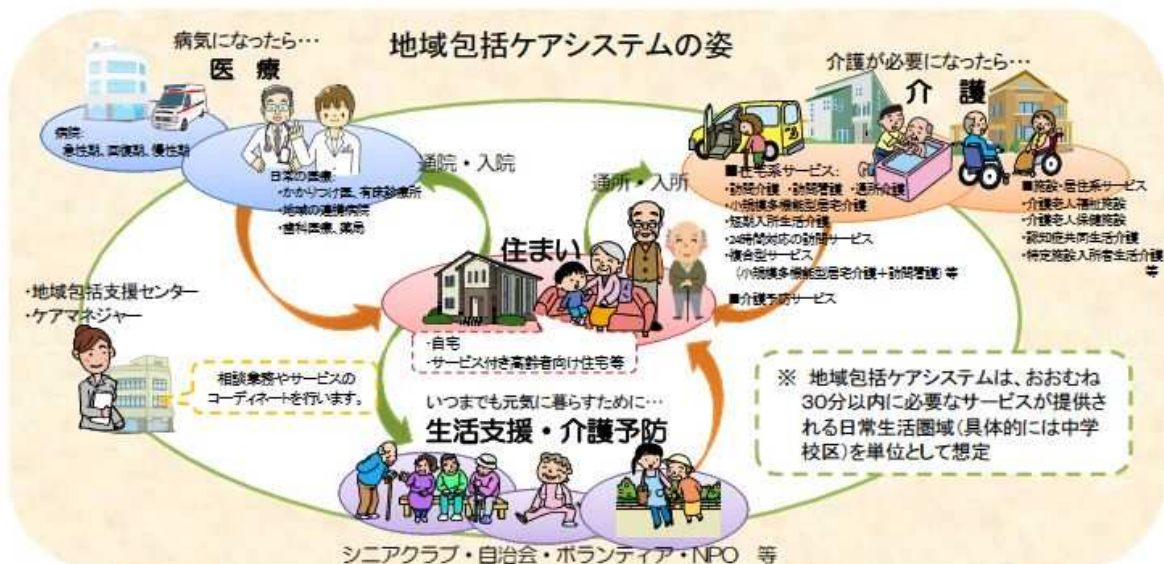 地域包括ケアシステムの姿
病気になったら…
医 療
病院:
急性期、回復期、慢性期
日常の医療:
・かかりつけ医、有床診療所
・地域の連携病院
・歯科医療、薬局
通院・入院
通所・入所
介護が必要になったら…
介 護
■在宅系サービス:
・訪問介護 ・訪問看護 ・通所介護
・小規模多機能型居宅介護
・短期入所生活介護
・24時間対応の訪問サービス
・複合型サービス
(小規模多機能型居宅介護+訪問看護)等
■介護予防サービス
■施設・居住系サービス
・介護老人福祉施設
・介護老人保健施設
・認知症共同生活介護
・特定施設入所者生活介護
等
住まい
・自宅
・サービス付き高齢者向け住宅等
・地域包括支援センター
・ケアマネジャー
相談業務やサービスの
コーディネートを行います。
いつまでも元気に暮らすために…
生活支援・介護予防
シニアクラブ・自治会・ボランティア・NPO 等
※ 地域包括ケアシステムは、おおむね
30分以内に必要なサービスが提供さ
れる日常生活圏域(具体的には中学
校区)を単位として想定